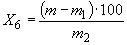 X₆ = (m − m₁) · 100 / m₂